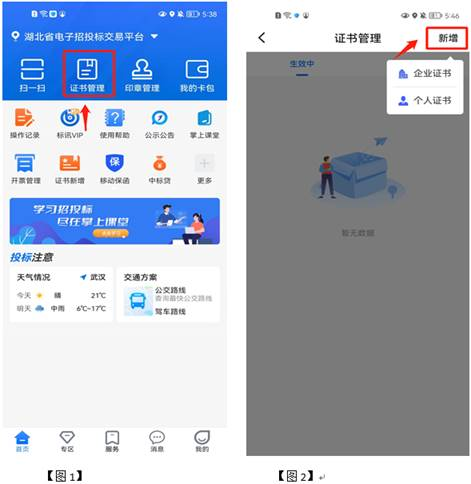 5:38
湖北省电子招投标交易平台
扫一扫
证书管理
印章管理
我的卡包
操作记录
标讯VIP
使用帮助
公示公告
掌上课堂
开票管理
证书新增
移动保函
中标贷
更多
学习招投标
尽在掌上课堂
投标注意
天气情况
武汉
今天
晴
21℃
明天
中雨
6℃~17℃
交通方案
公交路线
查询最快公交路线
驾车路线
首页
专区
服务
消息
我的
【图1】
5:46
证书管理
新增
生效中
企业证书
个人证书
暂无数据
【图2】